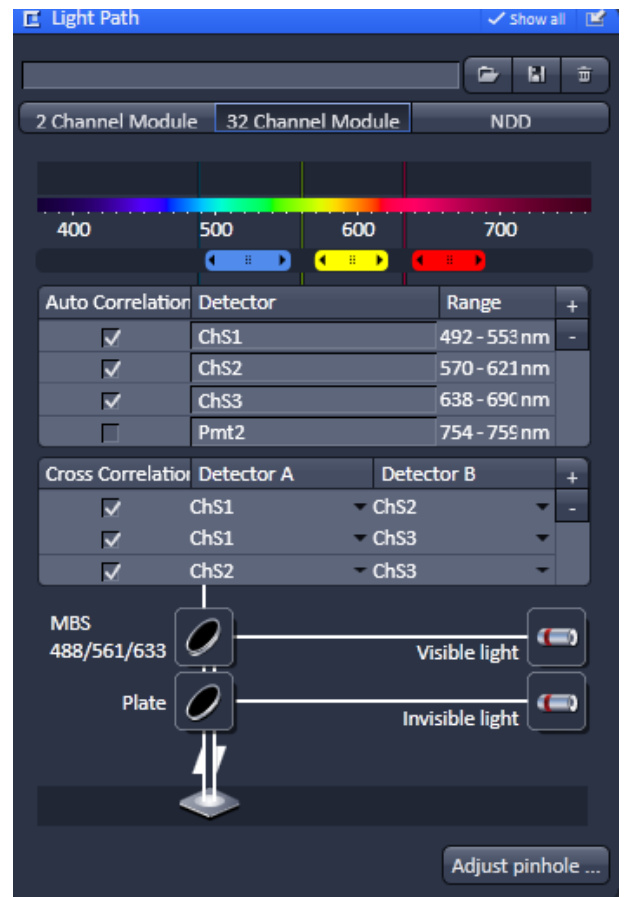 Light Path Show all
2 Channel Module 32 Channel Module NDD
400 500 600 700
Auto Correlation Detector Range +
ChS1 492 - 553 nm -
ChS2 570 - 621 nm
ChS3 638 - 690 nm
Pmt2 754 - 759 nm
Cross Correlation Detector A Detector B +
ChS1 ChS2 -
ChS1 ChS3
ChS2 ChS3
MBS
488/561/633
Visible light
Plate
Invisible light
Adjust pinhole ...